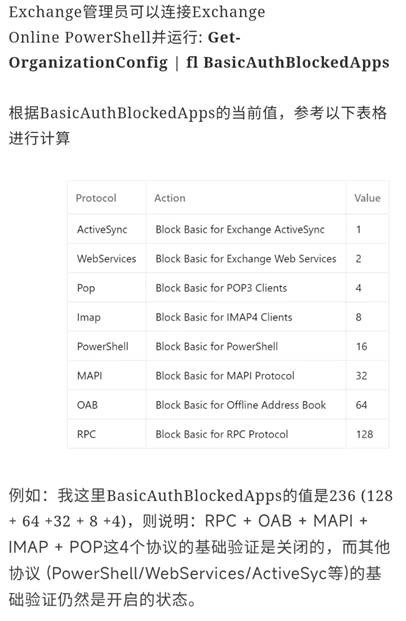 Exchange管理员可以连接Exchange
Online PowerShell并运行: Get-
OrganizationConfig | fl BasicAuthBlockedApps
根据BasicAuthBlockedApps的当前值，参考以下表格
进行计算
Protocol Action Value
ActiveSync Block Basic for Exchange ActiveSync 1
WebServices Block Basic for Exchange Web Services 2
Pop Block Basic for POP3 Clients 4
Imap Block Basic for IMAP4 Clients 8
PowerShell Block Basic for PowerShell 16
MAPI Block Basic for MAPI Protocol 32
OAB Block Basic for Offline Address Book 64
RPC Block Basic for RPC Protocol 128
例如：我这里BasicAuthBlockedApps的值是236 (128
+ 64 +32 + 8 +4)，则说明：RPC + OAB + MAPI +
IMAP + POP这4个协议的基础验证是关闭的，而其他
协议 (PowerShell/WebServices/ActiveSyc等)的基
础验证仍然是开启的状态。